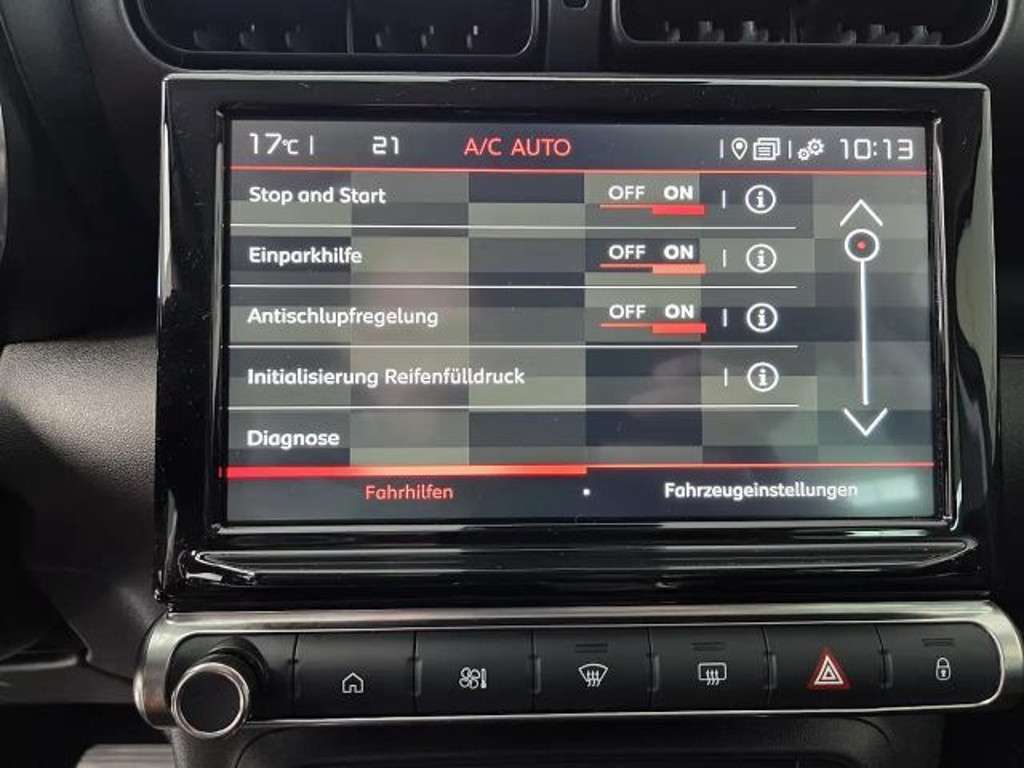 17°C 21 A/C AUTO 10:13
Stop and Start OFF ON
Einparkhilfe OFF ON
Antischlupfregelung OFF ON
Initialisierung Reifenfülldruck
Diagnose
Fahrhilfen Fahrzeugeinstellungen